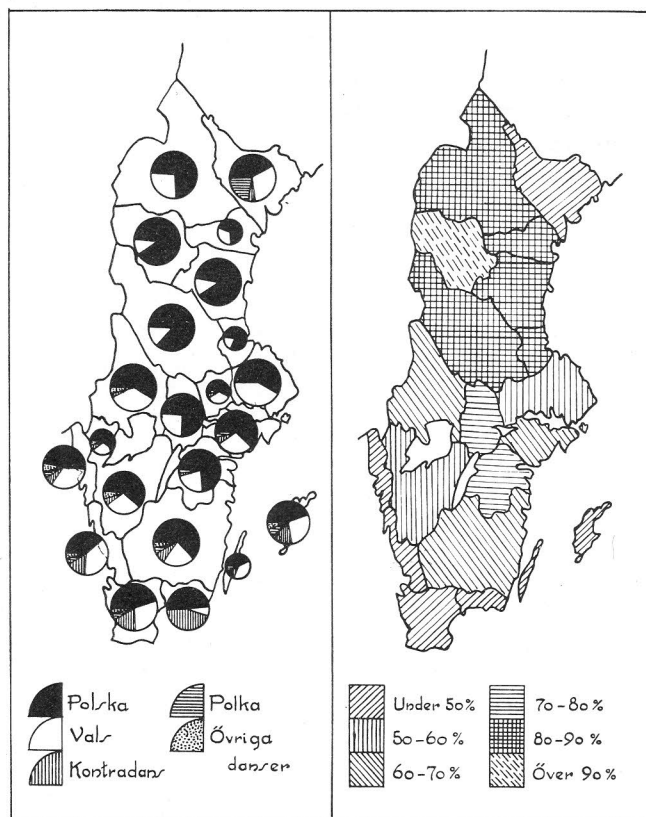 Polska
Vals
Kontradans
Polka
Övriga
danser
Under 50%
50-60%
60-70%
70-80%
80-90%
Över 90%